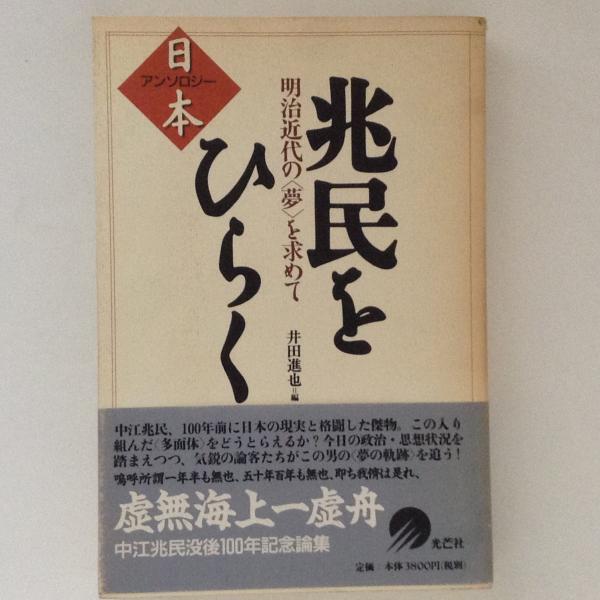 日本
アンソロジー
兆民を
ひらく
明治近代の〈夢〉を求めて
井田進也=編
中江兆民、100年前に日本の現実と格闘した傑物。この入り
組んだ〈多面体〉をどうとらえるか?今日の政治・思想状況を
踏まえつつ、気鋭の論客たちがこの男の〈夢の軌跡〉を追う!
嗚呼所謂一年半も無也、五十年百年も無也、即ち我儕は是れ、
虚無海上一虚舟
中江兆民没後100年記念論集
光芒社
定価:本体3800円(税別)